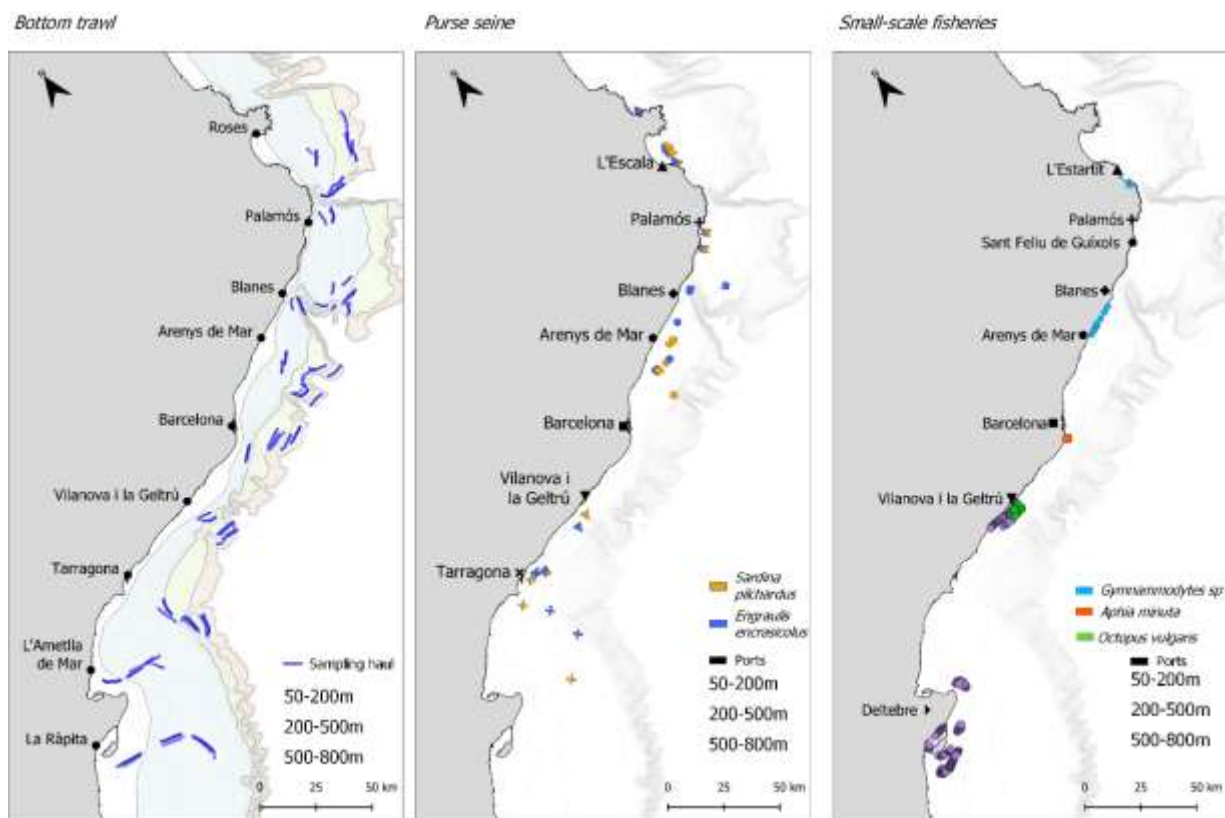 Bottom trawl
Roses
Palamós
Blanes
Arenys de Mar
Barcelona
Vilanova i la Geltrú
Tarragona
L'Ametlla
de Mar
La Ràpita
Sampling haul
50-200m
200-500m
500-800m
0 25 50 km
Purse seine
L'Escala
Palamós
Blanes
Arenys de Mar
Barcelona
Vilanova i
la Geltrú
Tarragona
Sardina
pilchardus
Engraulis
encrasicolus
Ports
50-200m
200-500m
500-800m
0 25 50 km
Small-scale fisheries
L'Estartit
Palamós
Sant Feliu de Guíxols
Blanes
Arenys de Mar
Barcelona
Vilanova i la Geltrú
Deltebre
Gymnammodytes sp
Aphia minuta
Octopus vulgaris
Ports
50-200m
200-500m
500-800m
0 25 50 km